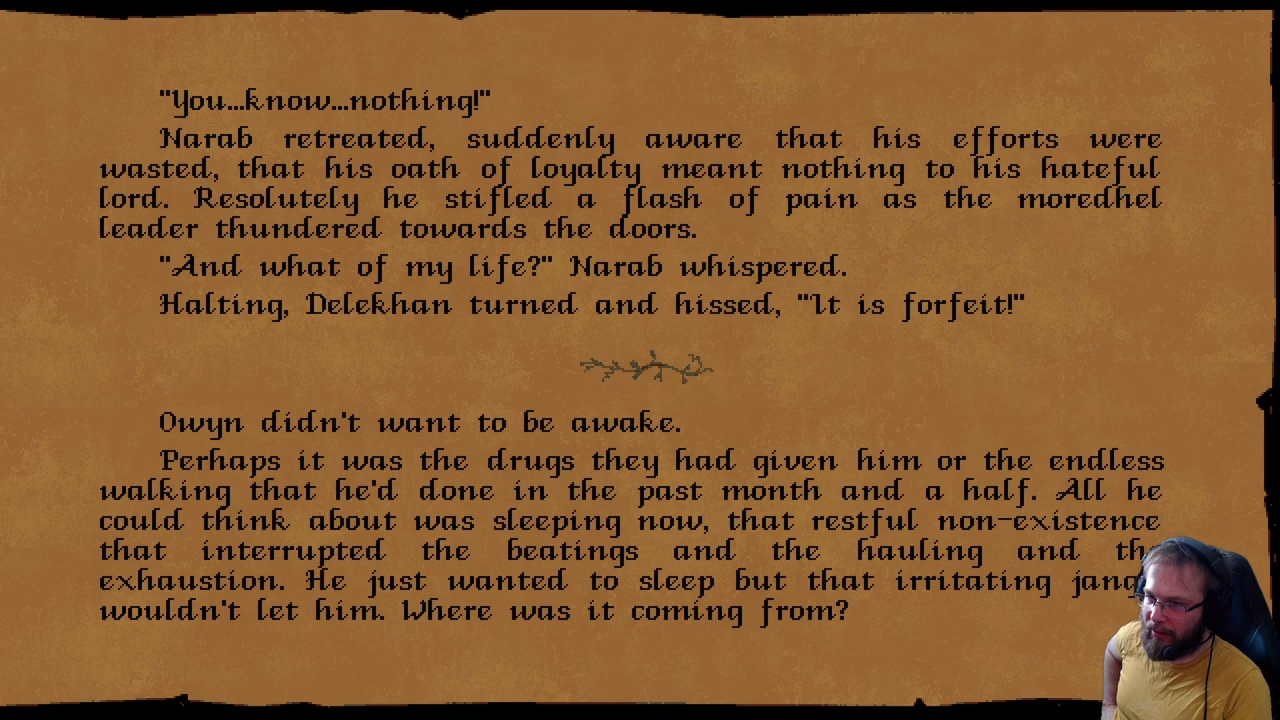 "You...know...nothing!"
Narab retreated, suddenly aware that his efforts were
wasted, that his oath of loyalty meant nothing to his hateful
lord. Resolutely he stifled a flash of pain as the moredhel
leader thundered towards the doors.
"And what of my life?" Narab whispered.
Halting, Delekhan turned and hissed, "It is forfeit!"
Owyn didn't want to be awake.
Perhaps it was the drugs they had given him or the endless
walking that he'd done in the past month and a half. All he
could think about was sleeping now, that restful non-existence
that interrupted the beatings and the hauling and
exhaustion. He just wanted to sleep but that irritating
wouldn't let him. Where was it coming from?